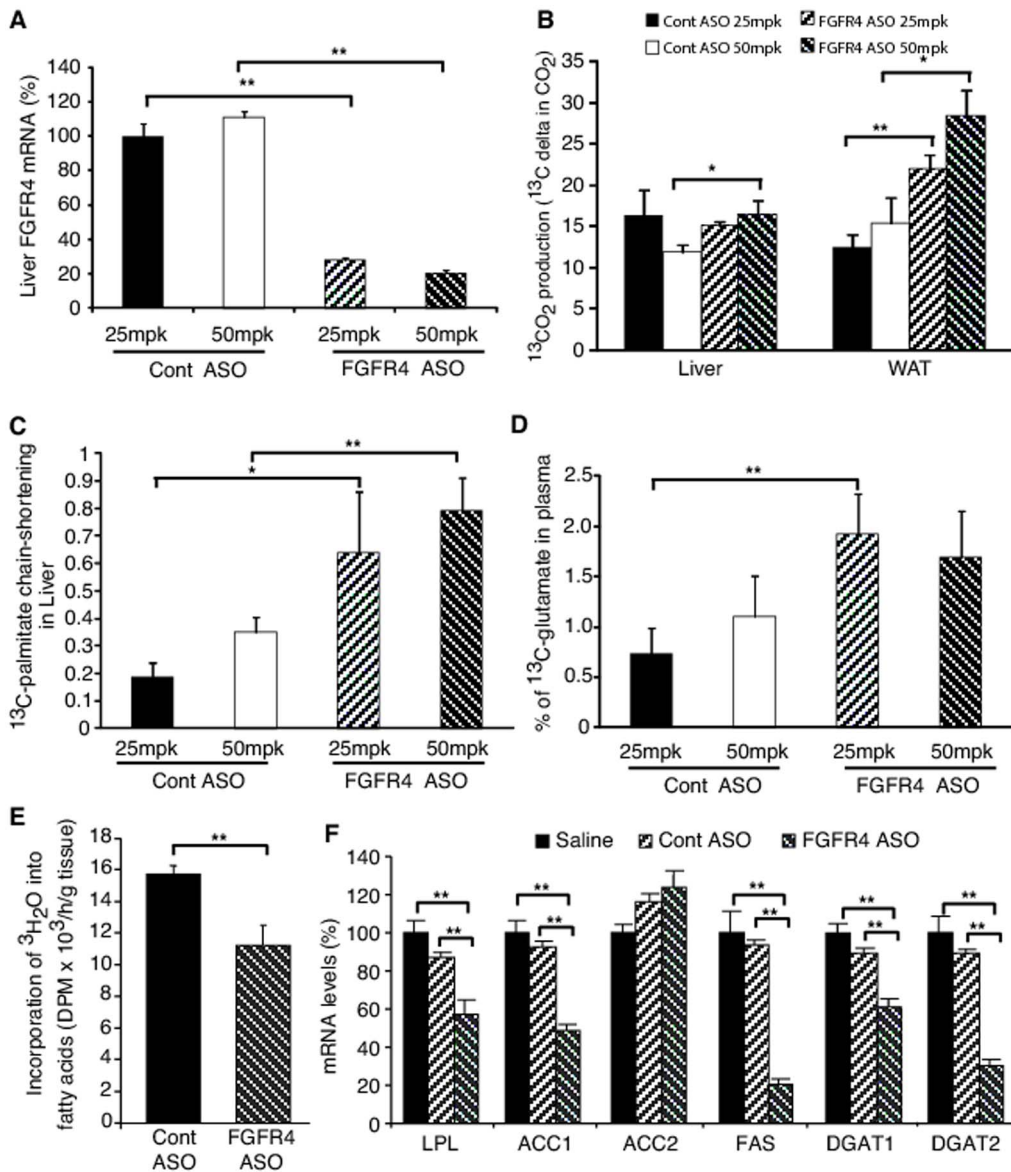 A
Liver FGFR4 mRNA (%)
140
120
100
80
60
40
20
0
**
**
25mpk 50mpk 25mpk 50mpk
Cont ASO FGFR4 ASO
B
Cont ASO 25mpk FGFR4 ASO 25mpk
Cont ASO 50mpk FGFR4 ASO 50mpk
13CO2 production (13C delta in CO2)
35
30
25
20
15
10
5
0
*
**
*
Liver WAT
C
13C-palmitate chain-shortening
in Liver
1
0.9
0.8
0.7
0.6
0.5
0.4
0.3
0.2
0.1
0
**
*
25mpk 50mpk 25mpk 50mpk
Cont ASO FGFR4 ASO
D
% of 13C-glutamate in plasma
2.5
2.0
1.5
1.0
0.5
0
**
25mpk 50mpk 25mpk 50mpk
Cont ASO FGFR4 ASO
E
Incorporation of 3H2O into
fatty acids (DPM x 103/h/g tissue)
18
16
14
12
10
8
6
4
2
0
**
Cont FGFR4
ASO ASO
F
Saline Cont ASO FGFR4 ASO
mRNA levels (%)
140
120
100
80
60
40
20
0
** ** ** ** **
** ** ** ** **
LPL ACC1 ACC2 FAS DGAT1 DGAT2